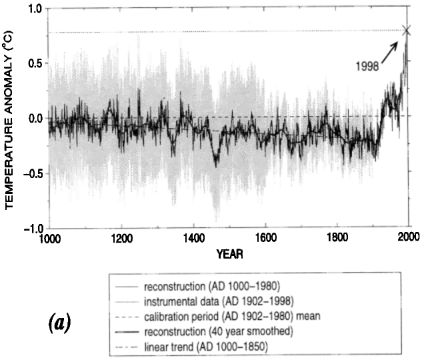 1.0
0.5
0.0
−0.5
−1.0
TEMPERATURE ANOMALY (°C)
1998
1000 1200 1400 1600 1800 2000
YEAR
(a)
reconstruction (AD 1000−1980)
instrumental data (AD 1902−1998)
calibration period (AD 1902−1980) mean
reconstruction (40 year smoothed)
linear trend (AD 1000−1850)